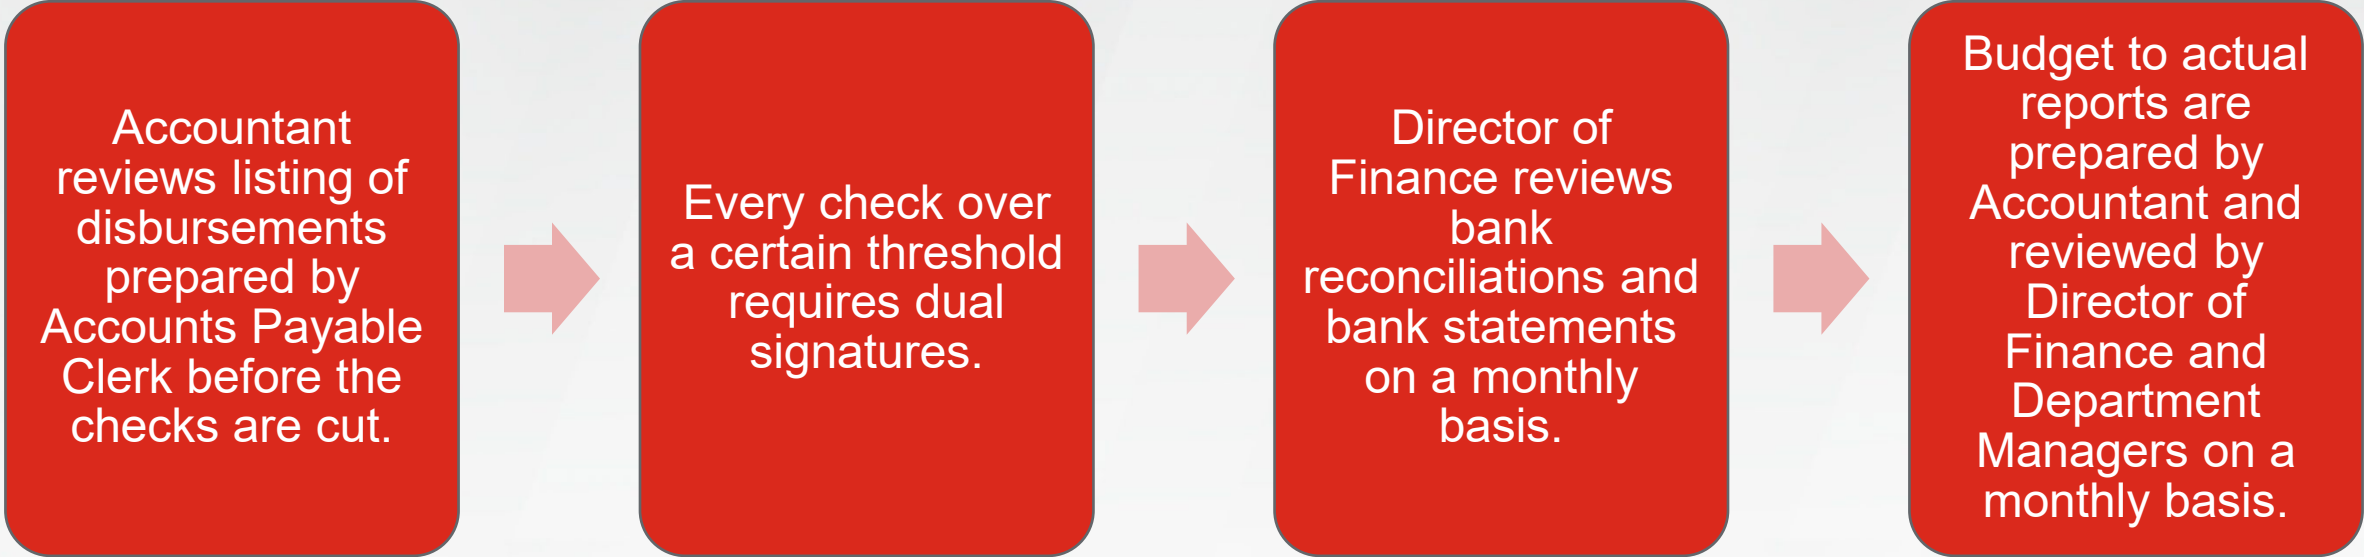 Accountant
reviews listing of
disbursements
prepared by
Accounts Payable
Clerk before the
checks are cut.
Every check over
a certain threshold
requires dual
signatures.
Director of
Finance reviews
bank
reconciliations and
bank statements
on a monthly
basis.
Budget to actual
reports are
prepared by
Accountant and
reviewed by
Director of
Finance and
Department
Managers on a
monthly basis.